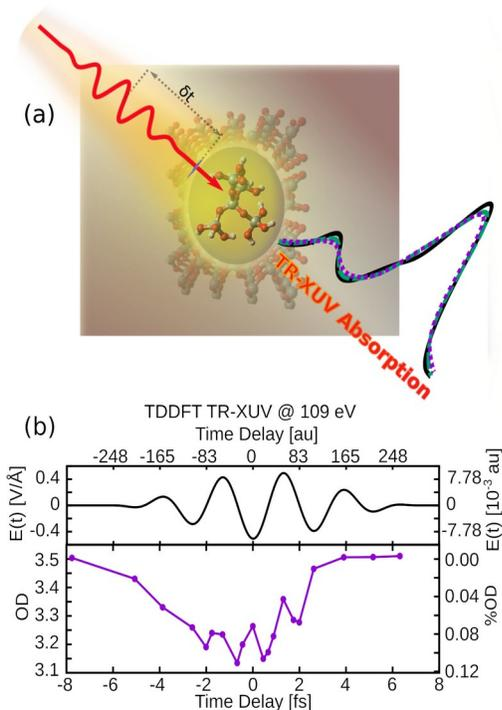 (a)
δt
TR-XUV Absorption
(b)
TDDFT TR-XUV @ 109 eV
Time Delay [au]
-248 -165 -83 0 83 165 248
E(t) [V/Å]
0.4
0
-0.4
7.78
0
-7.78
E(t) [10⁻³ au]
OD
3.5
3.4
3.3
3.2
3.1
0.00
0.04
0.08
0.12
%OD
-8 -6 -4 -2 0 2 4 6 8
Time Delay [fs]